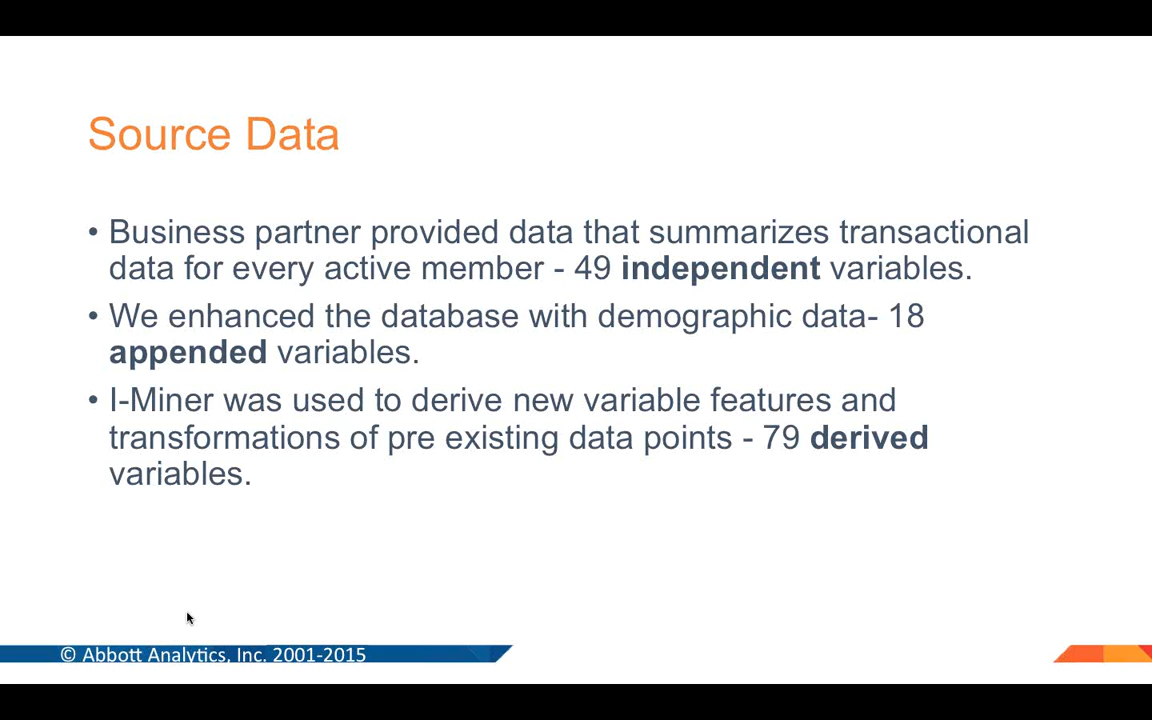 Source Data
• Business partner provided data that summarizes transactional
data for every active member - 49 independent variables.
• We enhanced the database with demographic data- 18
appended variables.
• I-Miner was used to derive new variable features and
transformations of pre existing data points - 79 derived
variables.
© Abbott Analytics, Inc. 2001-2015